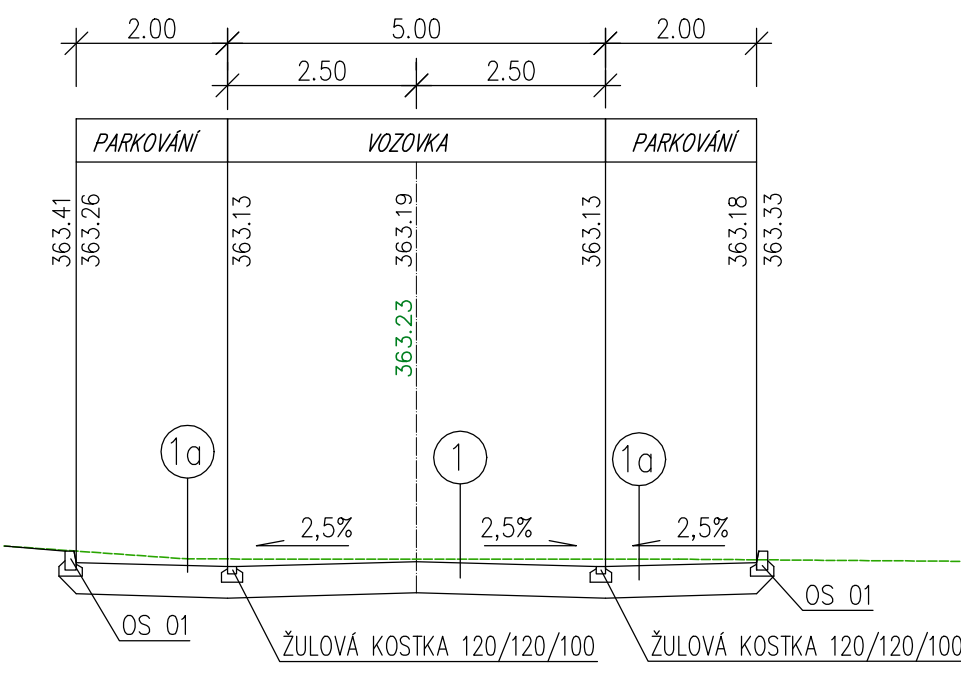 2.00
5.00
2.00
2.50
2.50
PARKOVÁNÍ
VOZOVKA
PARKOVÁNÍ
363.41
363.26
363.13
363.19
363.13
363.18
363.33
363.23
1a
1
1a
2,5%
2,5%
2,5%
OS 01
OS 01
ŽULOVÁ KOSTKA 120/120/100
ŽULOVÁ KOSTKA 120/120/100